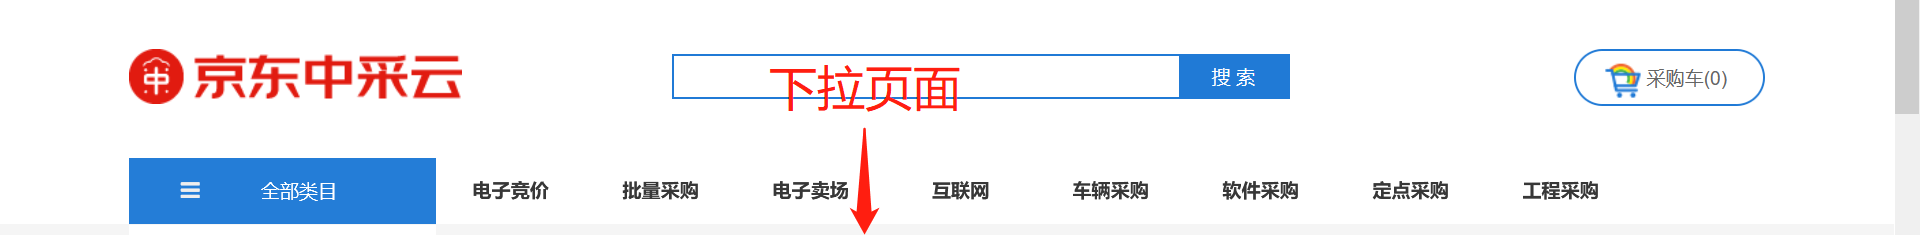 京东中采云
下拉页面
搜 索
采购车(0)
全部类目
电子竞价
批量采购
电子卖场
互联网
车辆采购
软件采购
定点采购
工程采购